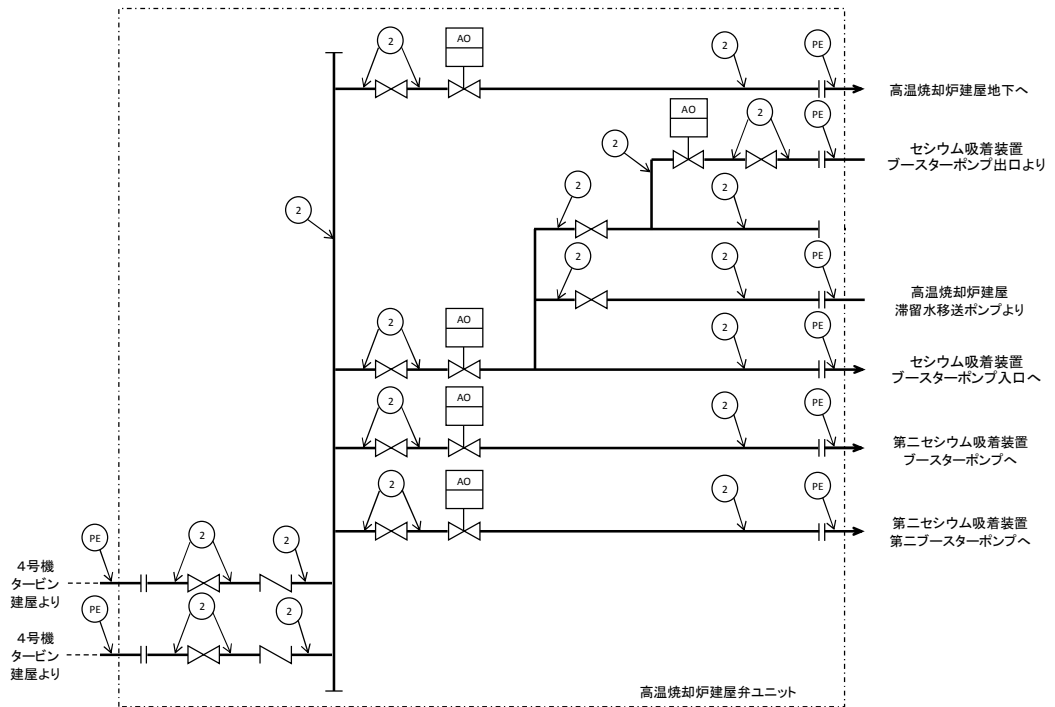 2
AO
2
PE
高温焼却炉建屋地下へ
AO
2
PE
2
セシウム吸着装置
ブースターポンプ出口より
2
2
2
2
2
PE
高温焼却炉建屋
滞留水移送ポンプより
2
AO
2
PE
セシウム吸着装置
ブースターポンプ入口へ
2
AO
2
PE
第二セシウム吸着装置
ブースターポンプへ
2
AO
2
PE
第二セシウム吸着装置
第二ブースターポンプへ
PE
2
2
4号機
タービン
建屋より
PE
2
2
4号機
タービン
建屋より
高温焼却炉建屋弁ユニット